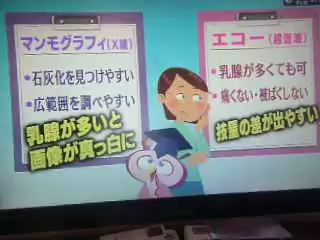 マンモグラフィ(X線)
•石灰化を見つけやすい
•広範囲を調べやすい
乳腺が多いと
画像が真っ白に
エコー(超音波)
•乳腺が多くても可
•痛くない・被ばくしない
技量の差が出やすい